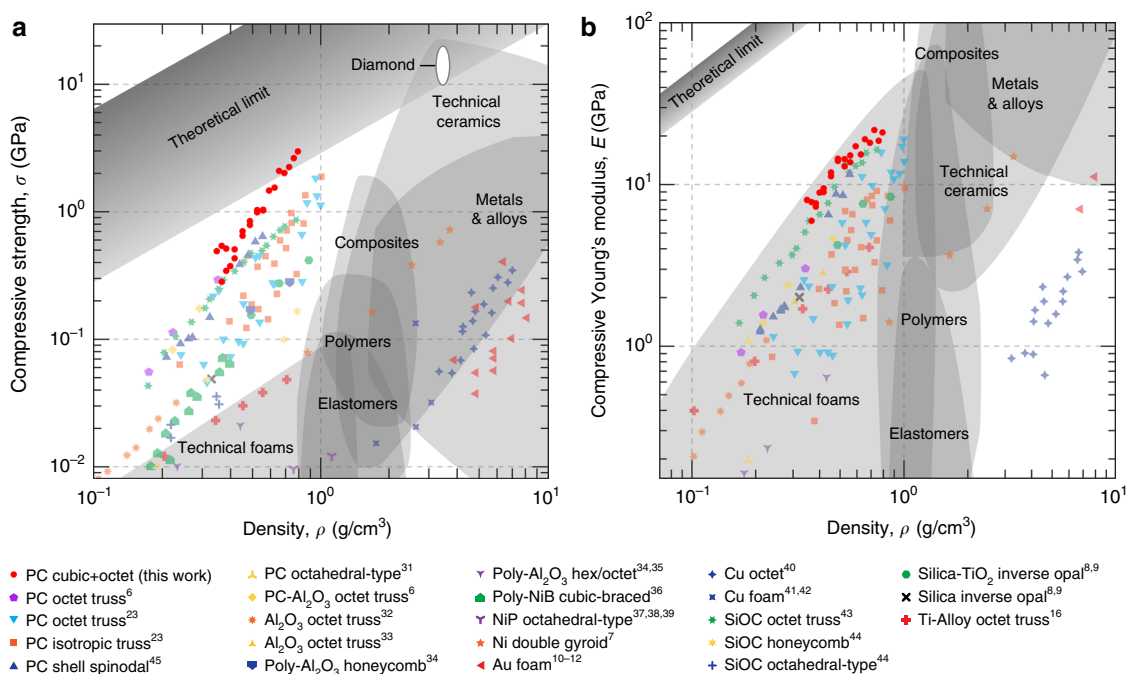 a
Compressive strength, σ (GPa)
10¹
10⁰
10⁻¹
10⁻²
10⁻¹
10⁰
10¹
Density, ρ (g/cm³)
Theoretical limit
Diamond
Technical
ceramics
Metals
& alloys
Composites
Polymers
Elastomers
Technical foams
b
Compressive Young's modulus, E (GPa)
10²
10¹
10⁰
10⁻¹
10⁰
10¹
Density, ρ (g/cm³)
Theoretical limit
Composites
Metals
& alloys
Technical
ceramics
Polymers
Technical foams
Elastomers
PC cubic+octet (this work)
PC octet truss⁶
PC octet truss²³
PC isotropic truss²³
PC shell spinodal⁴⁵
PC octahedral-type³¹
PC-Al₂O₃ octet truss⁶
Al₂O₃ octet truss³²
Al₂O₃ octet truss³³
Poly-Al₂O₃ honeycomb³⁴
Poly-Al₂O₃ hex/octet³⁴,³⁵
Poly-NiB cubic-braced³⁶
NiP octahedral-type³⁷,³⁸,³⁹
Ni double gyroid⁷
Au foam¹⁰⁻¹²
Cu octet⁴⁰
Cu foam⁴¹,⁴²
SiOC octet truss⁴³
SiOC honeycomb⁴⁴
SiOC octahedral-type⁴⁴
Silica-TiO₂ inverse opal⁸,⁹
Silica inverse opal⁸,⁹
Ti-Alloy octet truss¹⁶